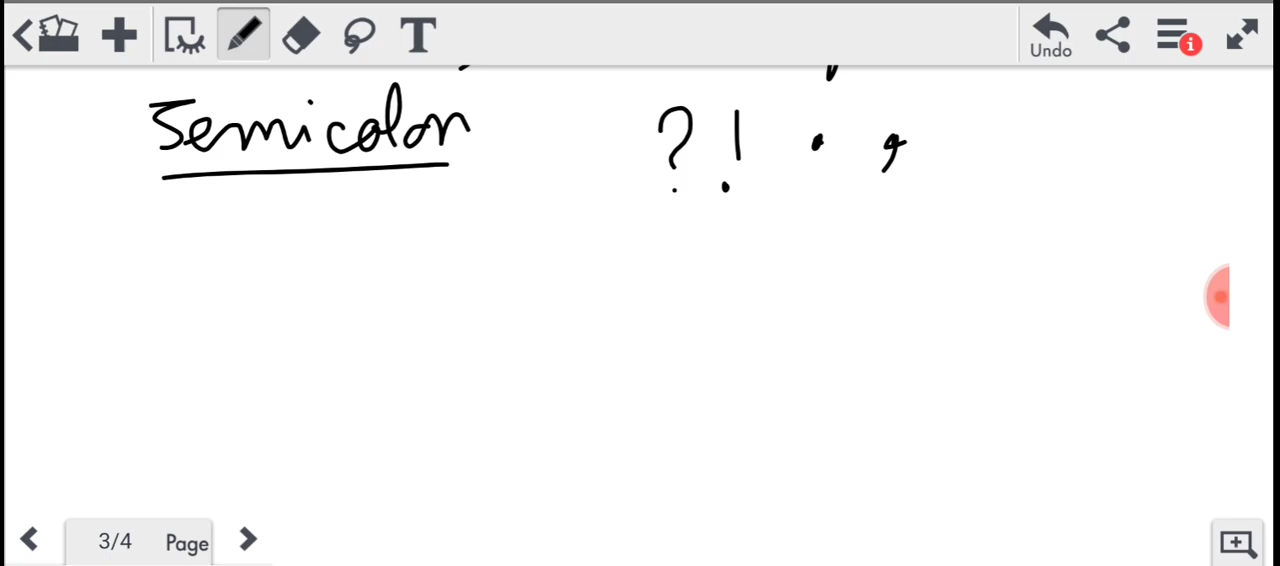 T
Undo
i
Semicolon ? ! . ,
3/4 Page